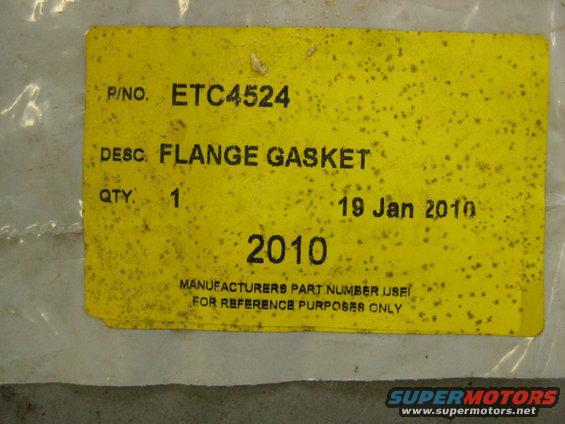 P/NO. ETC4524
DESC. FLANGE GASKET
QTY. 1 19 Jan 2010
2010
MANUFACTURERS PART NUMBER USE!
FOR REFERENCE PURPOSES ONLY
SUPERMOTORS
www.supermotors.net